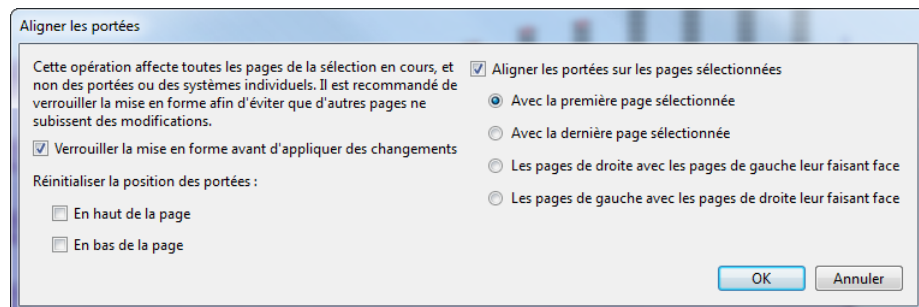 Aligner les portées
Cette opération affecte toutes les pages de la sélection en cours, et
non des portées ou des systèmes individuels. Il est recommandé de
verrouiller la mise en forme afin d'éviter que d'autres pages ne
subissent des modifications.
Verrouiller la mise en forme avant d'appliquer des changements
Réinitialiser la position des portées :
En haut de la page
En bas de la page
Aligner les portées sur les pages sélectionnées
Avec la première page sélectionnée
Avec la dernière page sélectionnée
Les pages de droite avec les pages de gauche leur faisant face
Les pages de gauche avec les pages de droite leur faisant face
OK
Annuler